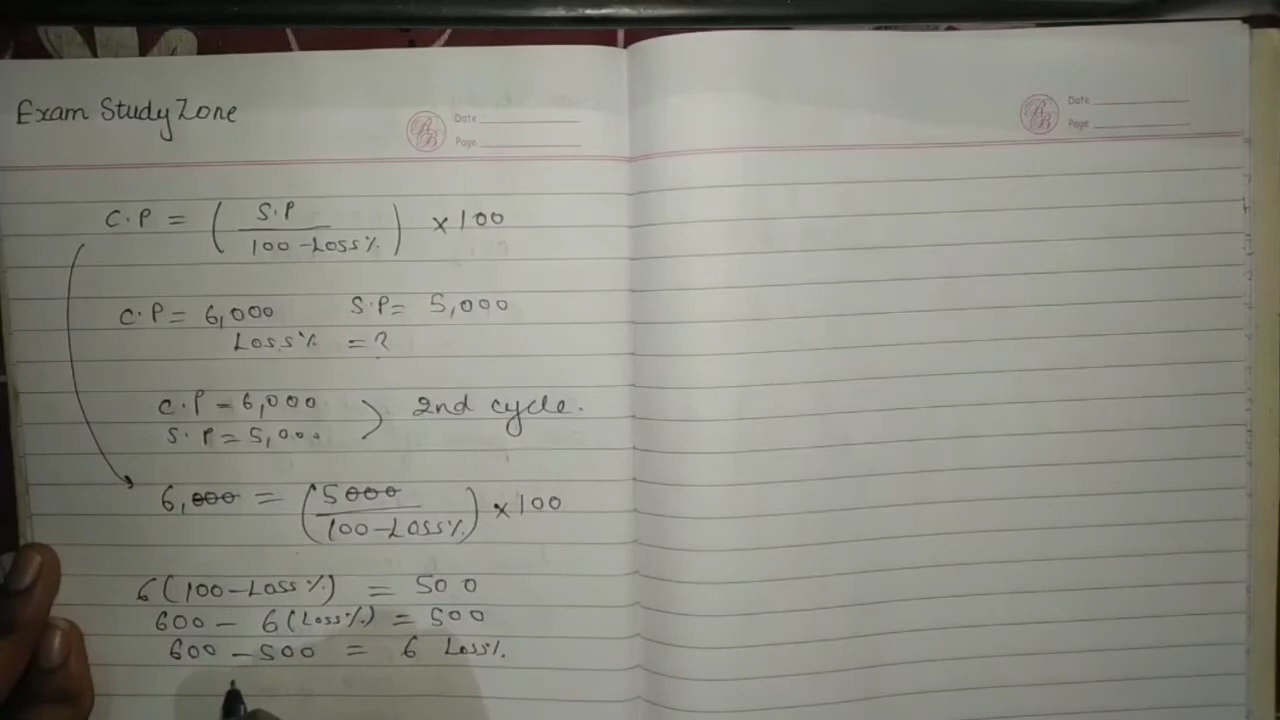 Exam Study Zone
Date
Page
Date
Page
C.P = ( S.P / 100 - Loss% ) × 100
C.P = 6,000 S.P = 5,000
Loss% = ?
C.P = 6,000
S.P = 5,000
2nd cycle.
6,000 = ( 5000 / 100 - Loss% ) × 100
6 (100 - Loss%) = 500
600 - 6 (Loss%) = 500
600 - 500 = 6 Loss%.